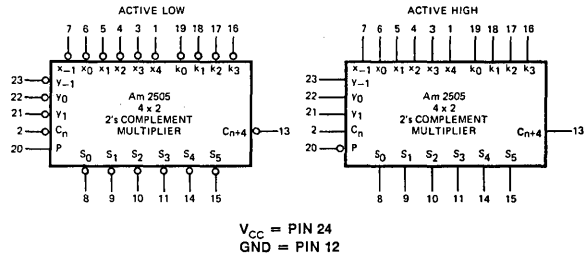 ACTIVE LOW
7 6 5 4 3 1 19 18 17 16
x₋₁ x₀ x₁ x₂ x₃ x₄ k₀ k₁ k₂ k₃
23 y₋₁
22 y₀
21 y₁
2 Cₙ
20 P
Am 2505
4 x 2
2's COMPLEMENT
MULTIPLIER
Cₙ₊₄ 13
S₀ S₁ S₂ S₃ S₄ S₅
8 9 10 11 14 15
ACTIVE HIGH
7 6 5 4 3 1 19 18 17 16
x₋₁ x₀ x₁ x₂ x₃ x₄ k₀ k₁ k₂ k₃
23 y₋₁
22 y₀
21 y₁
2 Cₙ
20 P
Am 2505
4 x 2
2's COMPLEMENT
MULTIPLIER
Cₙ₊₄ 13
S₀ S₁ S₂ S₃ S₄ S₅
8 9 10 11 14 15
V_CC = PIN 24
GND = PIN 12